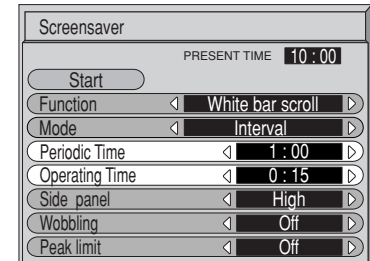 Screensaver
PRESENT TIME 10 : 00
Start
Function White bar scroll
Mode Interval
Periodic Time 1 : 00
Operating Time 0 : 15
Side panel High
Wobbling Off
Peak limit Off